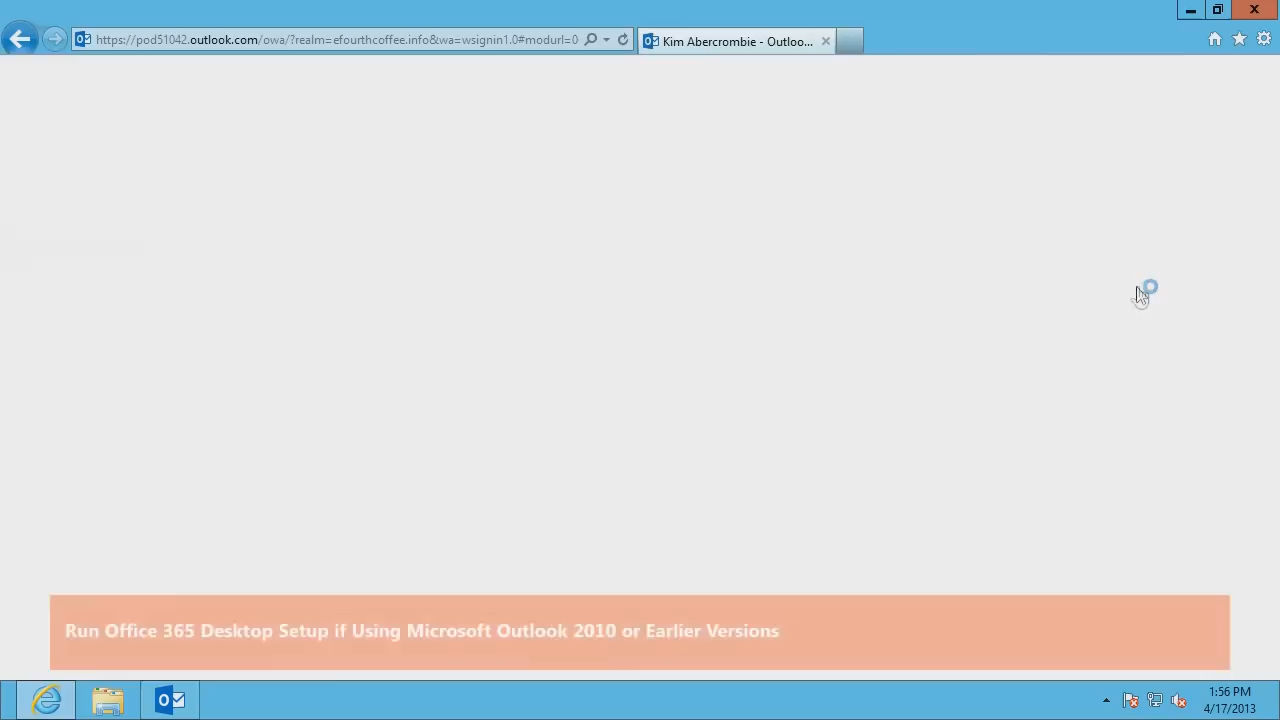 https://pod51042.outlook.com/owa/?realm=efourthcoffee.info&wa=wsignin1.0#modurl=0
Kim Abercrombie - Outloo...
Run Office 365 Desktop Setup if Using Microsoft Outlook 2010 or Earlier Versions
1:56 PM
4/17/2013